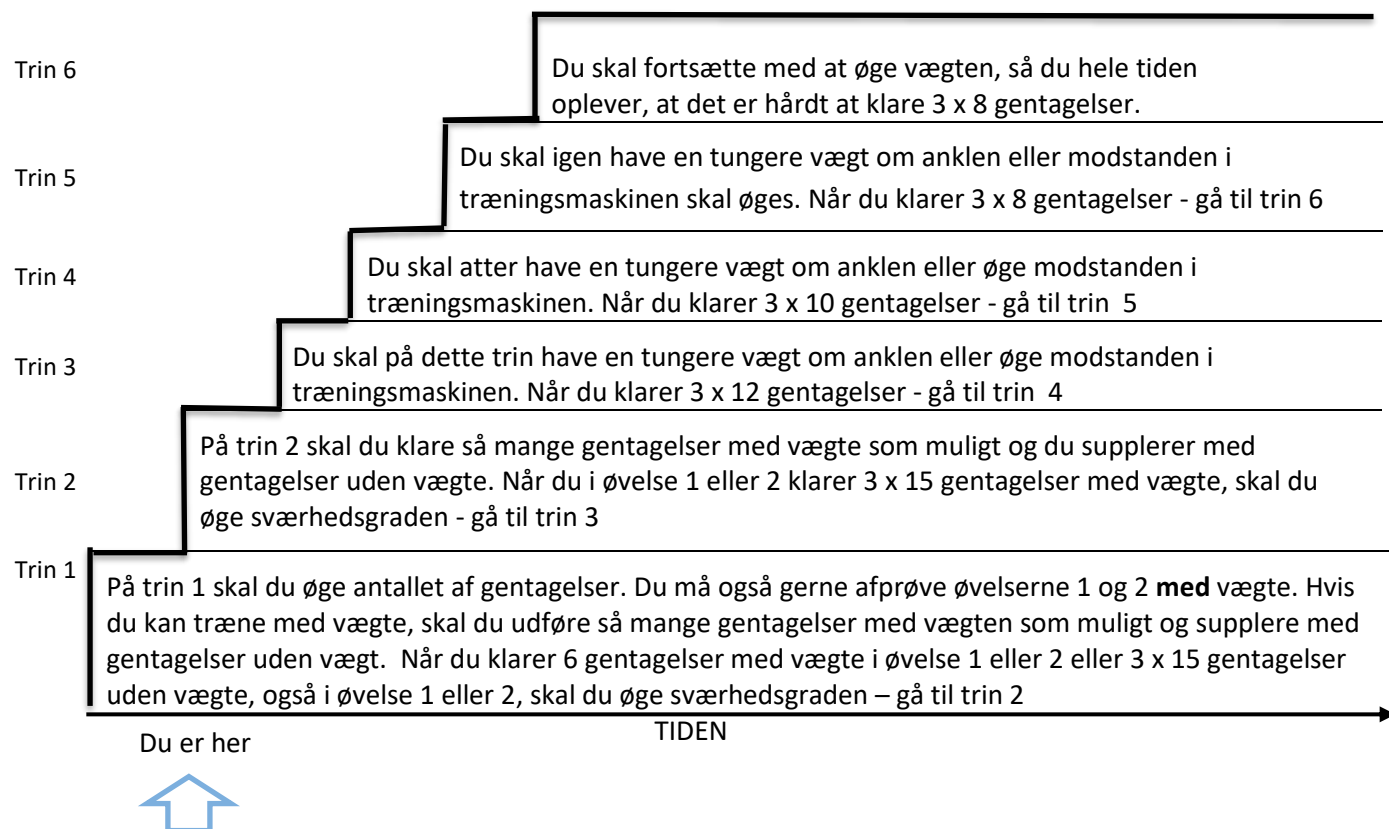 Trin 6
Du skal fortsætte med at øge vægten, så du hele tiden
oplever, at det er hårdt at klare 3 x 8 gentagelser.
Trin 5
Du skal igen have en tungere vægt om anklen eller modstanden i
træningsmaskinen skal øges. Når du klarer 3 x 8 gentagelser - gå til trin 6
Trin 4
Du skal atter have en tungere vægt om anklen eller øge modstanden i
træningsmaskinen. Når du klarer 3 x 10 gentagelser - gå til trin 5
Trin 3
Du skal på dette trin have en tungere vægt om anklen eller øge modstanden i
træningsmaskinen. Når du klarer 3 x 12 gentagelser - gå til trin 4
Trin 2
På trin 2 skal du klare så mange gentagelser med vægte som muligt og du supplerer med
gentagelser uden vægte. Når du i øvelse 1 eller 2 klarer 3 x 15 gentagelser med vægte, skal du
øge sværhedsgraden - gå til trin 3
Trin 1
På trin 1 skal du øge antallet af gentagelser. Du må også gerne afprøve øvelserne 1 og 2 med vægte. Hvis
du kan træne med vægte, skal du udføre så mange gentagelser med vægten som muligt og supplere med
gentagelser uden vægt. Når du klarer 6 gentagelser med vægte i øvelse 1 eller 2 eller 3 x 15 gentagelser
uden vægte, også i øvelse 1 eller 2, skal du øge sværhedsgraden – gå til trin 2
TIDEN
Du er her